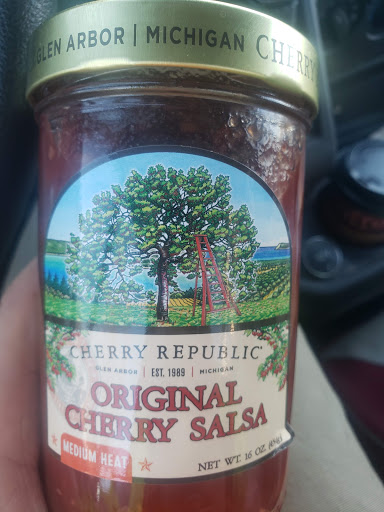 GLEN ARBOR | MICHIGAN CHERRY
CHERRY REPUBLIC
GLEN ARBOR | EST. 1989 | MICHIGAN
ORIGINAL
CHERRY SALSA
MEDIUM HEAT
NET WT. 16 OZ.